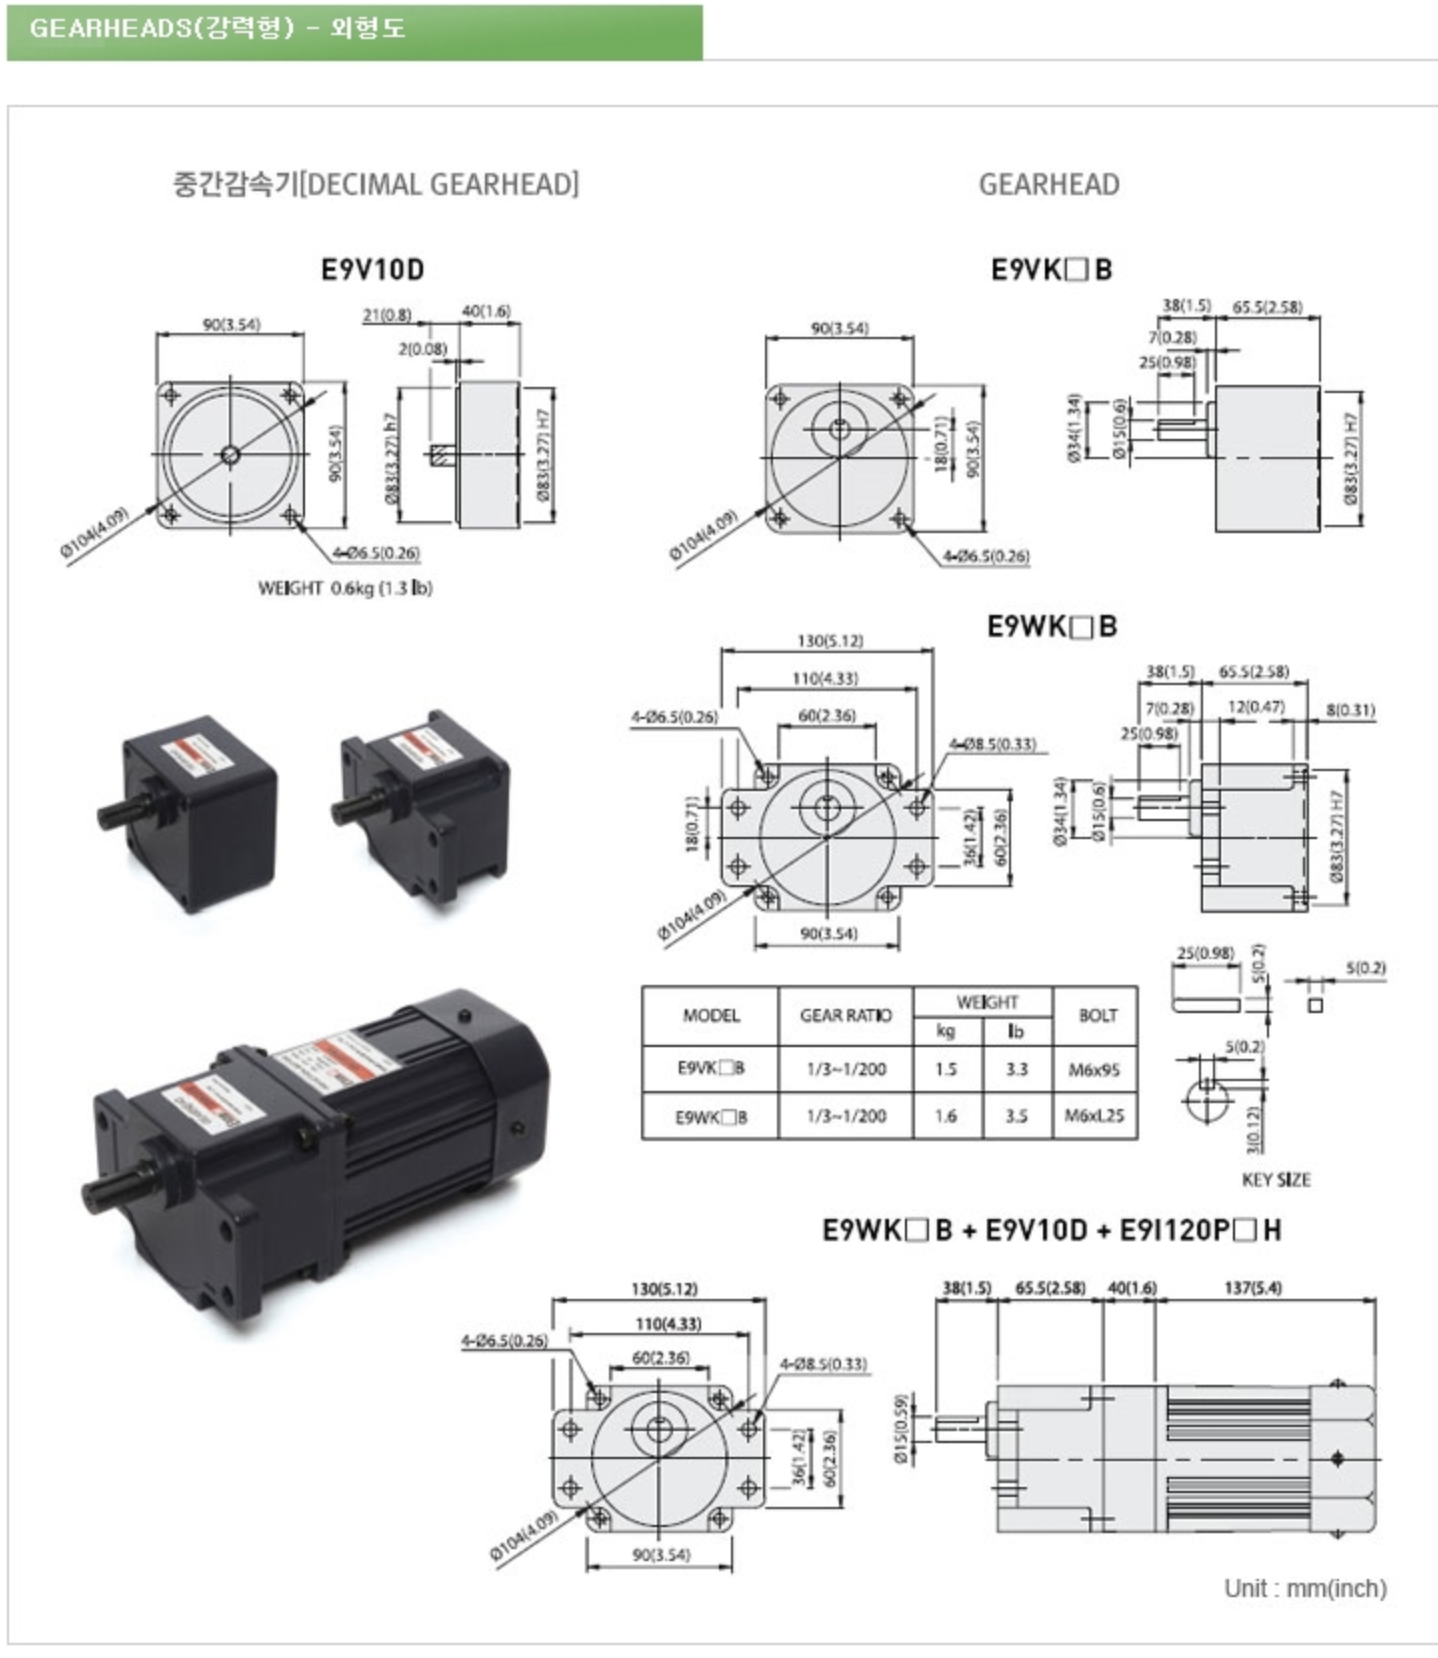 GEARHEADS(강력형) - 외형도
중간감속기[DECIMAL GEARHEAD]
GEARHEAD
E9V10D
90(3.54)
21(0.8)
40(1.6)
2(0.08)
90(3.54)
Ø83(3.27) h7
Ø83(3.27) H7
Ø104(4.09)
4-Ø6.5(0.26)
WEIGHT 0.6kg (1.3 lb)
E9VK□B
90(3.54)
38(1.5)
65.5(2.58)
7(0.28)
25(0.98)
18(0.71)
90(3.54)
Ø34(1.34)
Ø15(0.6)
Ø83(3.27) H7
Ø104(4.09)
4-Ø6.5(0.26)
E9WK□B
130(5.12)
110(4.33)
60(2.36)
4-Ø6.5(0.26)
4-Ø8.5(0.33)
18(0.71)
36(1.42)
60(2.36)
Ø104(4.09)
90(3.54)
38(1.5)
65.5(2.58)
7(0.28)
12(0.47)
8(0.31)
25(0.98)
Ø34(1.34)
Ø15(0.6)
Ø83(3.27) H7
MODEL GEAR RATIO WEIGHT BOLT
kg lb
E9VK□B 1/3~1/200 1.5 3.3 M6x95
E9WK□B 1/3~1/200 1.6 3.5 M6xL25
25(0.98)
5(0.2)
5(0.2)
5(0.2)
3(0.12)
KEY SIZE
E9WK□B + E9V10D + E9I120P□H
130(5.12)
110(4.33)
60(2.36)
4-Ø6.5(0.26)
4-Ø8.5(0.33)
36(1.42)
60(2.36)
Ø104(4.09)
90(3.54)
38(1.5)
65.5(2.58)
40(1.6)
137(5.4)
Ø15(0.59)
Unit : mm(inch)